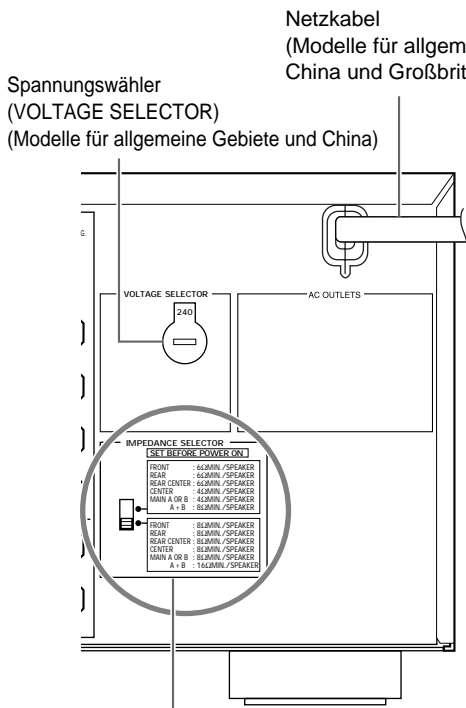 Netzkabel
(Modelle für allgem
China und Großbrit
Spannungswähler
(VOLTAGE SELECTOR)
(Modelle für allgemeine Gebiete und China)
G.
VOLTAGE SELECTOR
240
AC OUTLETS
IMPEDANCE SELECTOR
SET BEFORE POWER ON
FRONT : 6ΩMIN./SPEAKER
REAR : 6ΩMIN./SPEAKER
REAR CENTER : 6ΩMIN./SPEAKER
CENTER : 4ΩMIN./SPEAKER
MAIN A OR B : 4ΩMIN./SPEAKER
A + B : 8ΩMIN./SPEAKER
FRONT : 8ΩMIN./SPEAKER
REAR : 8ΩMIN./SPEAKER
REAR CENTER : 8ΩMIN./SPEAKER
CENTER : 8ΩMIN./SPEAKER
MAIN A OR B : 8ΩMIN./SPEAKER
A + B : 16ΩMIN./SPEAKER